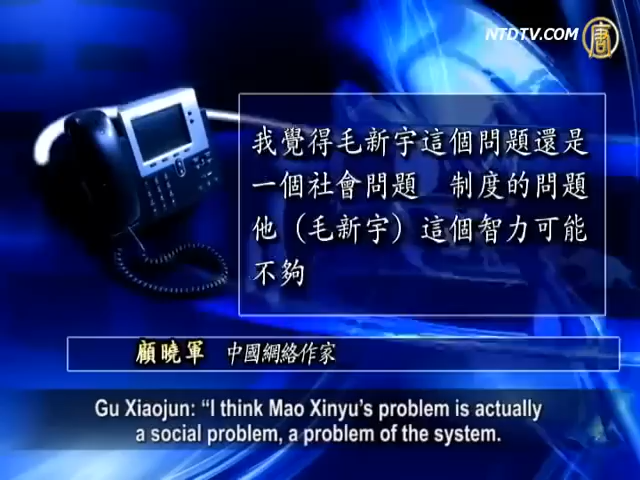 NTDTV.COM
唐
我覺得毛新宇這個問題還是
一個社會問題 制度的問題
他（毛新宇）這個智力可能
不夠
顧曉軍 中國網絡作家
Gu Xiaojun: “I think Mao Xinyu’s problem is actually
a social problem, a problem of the system.